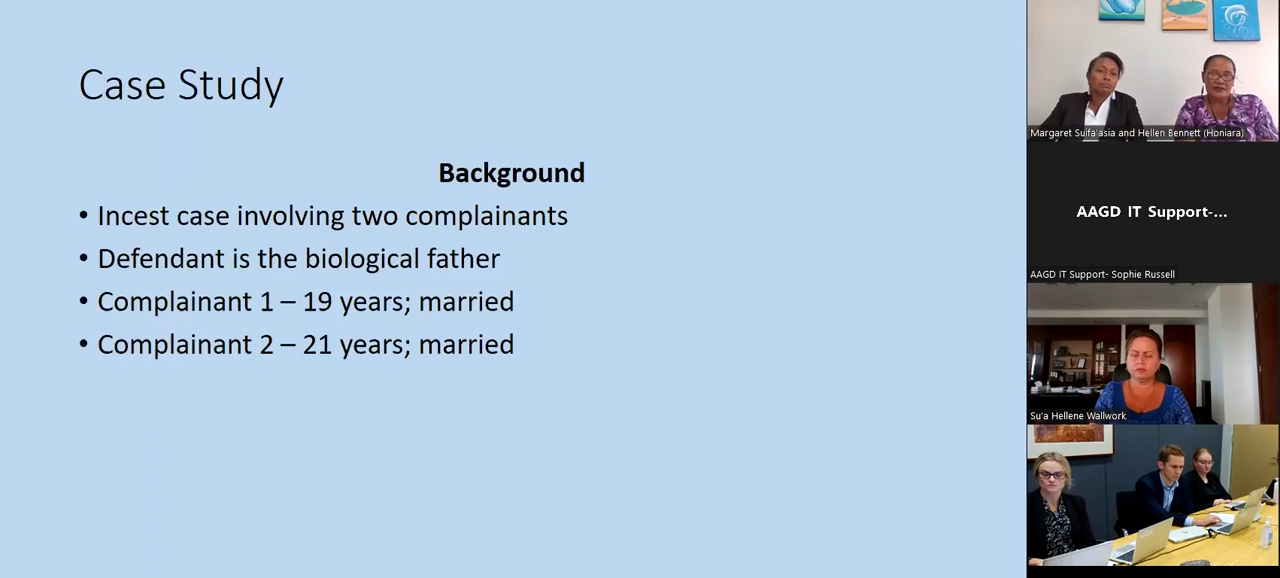 Case Study
Background
• Incest case involving two complainants
• Defendant is the biological father
• Complainant 1 – 19 years; married
• Complainant 2 – 21 years; married
Margaret Suifa'asia and Hellen Bennett (Honiara)
AAGD IT Support-...
AAGD IT Support- Sophie Russell
Su'a Hellene Wallwork